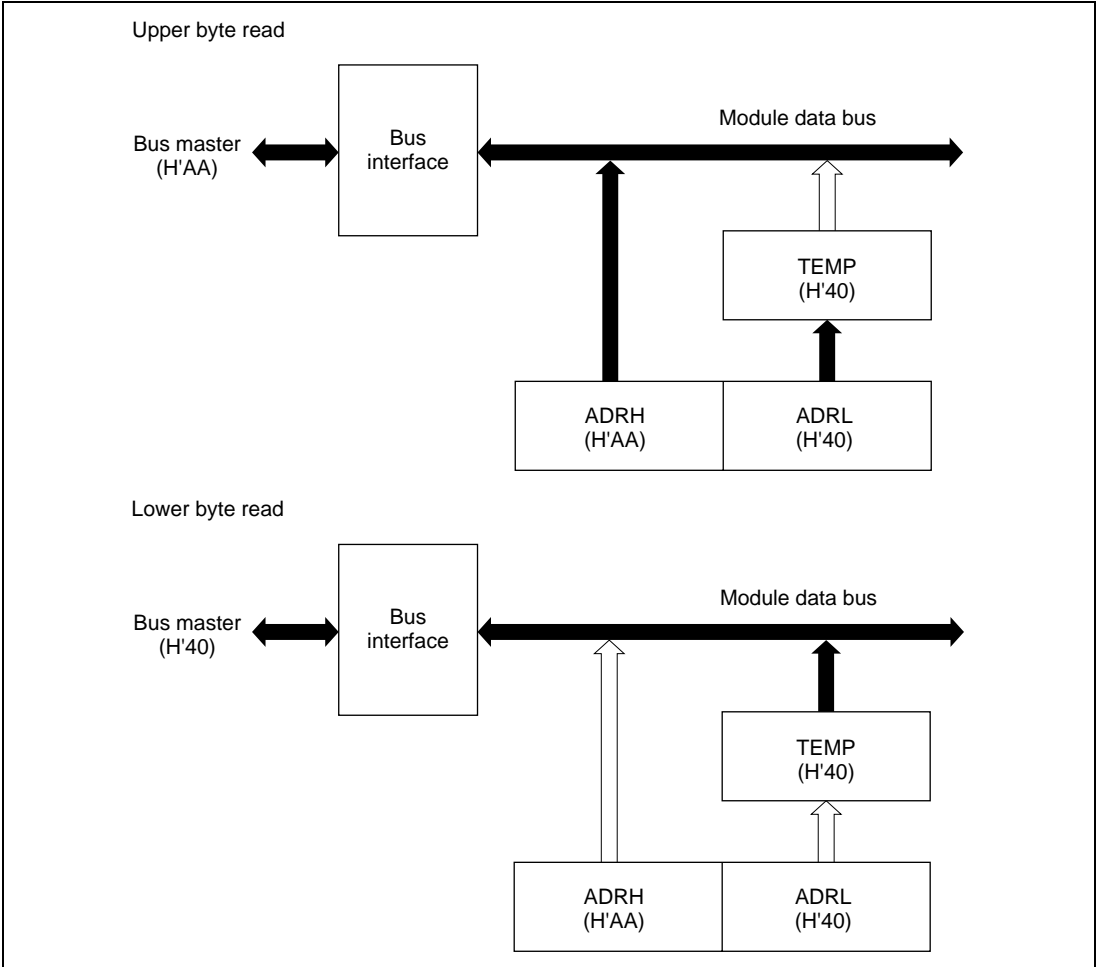 Upper byte read
Bus master
(H'AA)
Bus
interface
Module data bus
TEMP
(H'40)
ADRH
(H'AA)
ADRL
(H'40)
Lower byte read
Bus master
(H'40)
Bus
interface
Module data bus
TEMP
(H'40)
ADRH
(H'AA)
ADRL
(H'40)